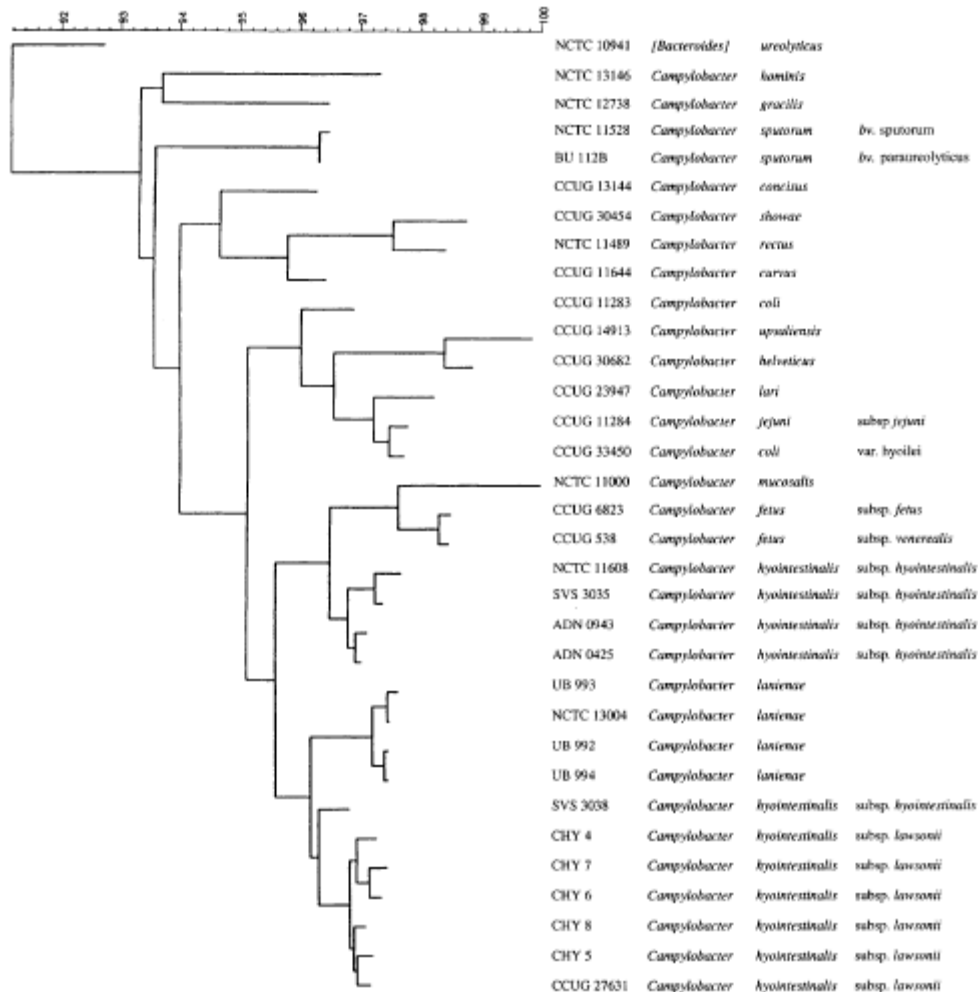 92 93 94 95 96 97 98 99 100
NCTC 10941 [Bacteroides] ureolyticus
NCTC 13146 Campylobacter hominis
NCTC 12738 Campylobacter gracilis
NCTC 11528 Campylobacter sputorum bv. sputorum
BU 112B Campylobacter sputorum bv. paraureolyticus
CCUG 13144 Campylobacter concisus
CCUG 30454 Campylobacter showae
NCTC 11489 Campylobacter rectus
CCUG 11644 Campylobacter curvus
CCUG 11283 Campylobacter coli
CCUG 14913 Campylobacter upsaliensis
CCUG 30682 Campylobacter helveticus
CCUG 23947 Campylobacter lari
CCUG 11284 Campylobacter jejuni subsp jejuni
CCUG 33450 Campylobacter coli var. hyoilei
NCTC 11000 Campylobacter mucosalis
CCUG 6823 Campylobacter fetus subsp. fetus
CCUG 538 Campylobacter fetus subsp. venerealis
NCTC 11608 Campylobacter hyointestinalis subsp. hyointestinalis
SVS 3035 Campylobacter hyointestinalis subsp. hyointestinalis
ADN 0943 Campylobacter hyointestinalis subsp. hyointestinalis
ADN 0425 Campylobacter hyointestinalis subsp. hyointestinalis
UB 993 Campylobacter lanienae
NCTC 13004 Campylobacter lanienae
UB 992 Campylobacter lanienae
UB 994 Campylobacter lanienae
SVS 3038 Campylobacter hyointestinalis subsp. hyointestinalis
CHY 4 Campylobacter hyointestinalis subsp. lawsonii
CHY 7 Campylobacter hyointestinalis subsp. lawsonii
CHY 6 Campylobacter hyointestinalis subsp. lawsonii
CHY 8 Campylobacter hyointestinalis subsp. lawsonii
CHY 5 Campylobacter hyointestinalis subsp. lawsonii
CCUG 27631 Campylobacter hyointestinalis subsp. lawsonii